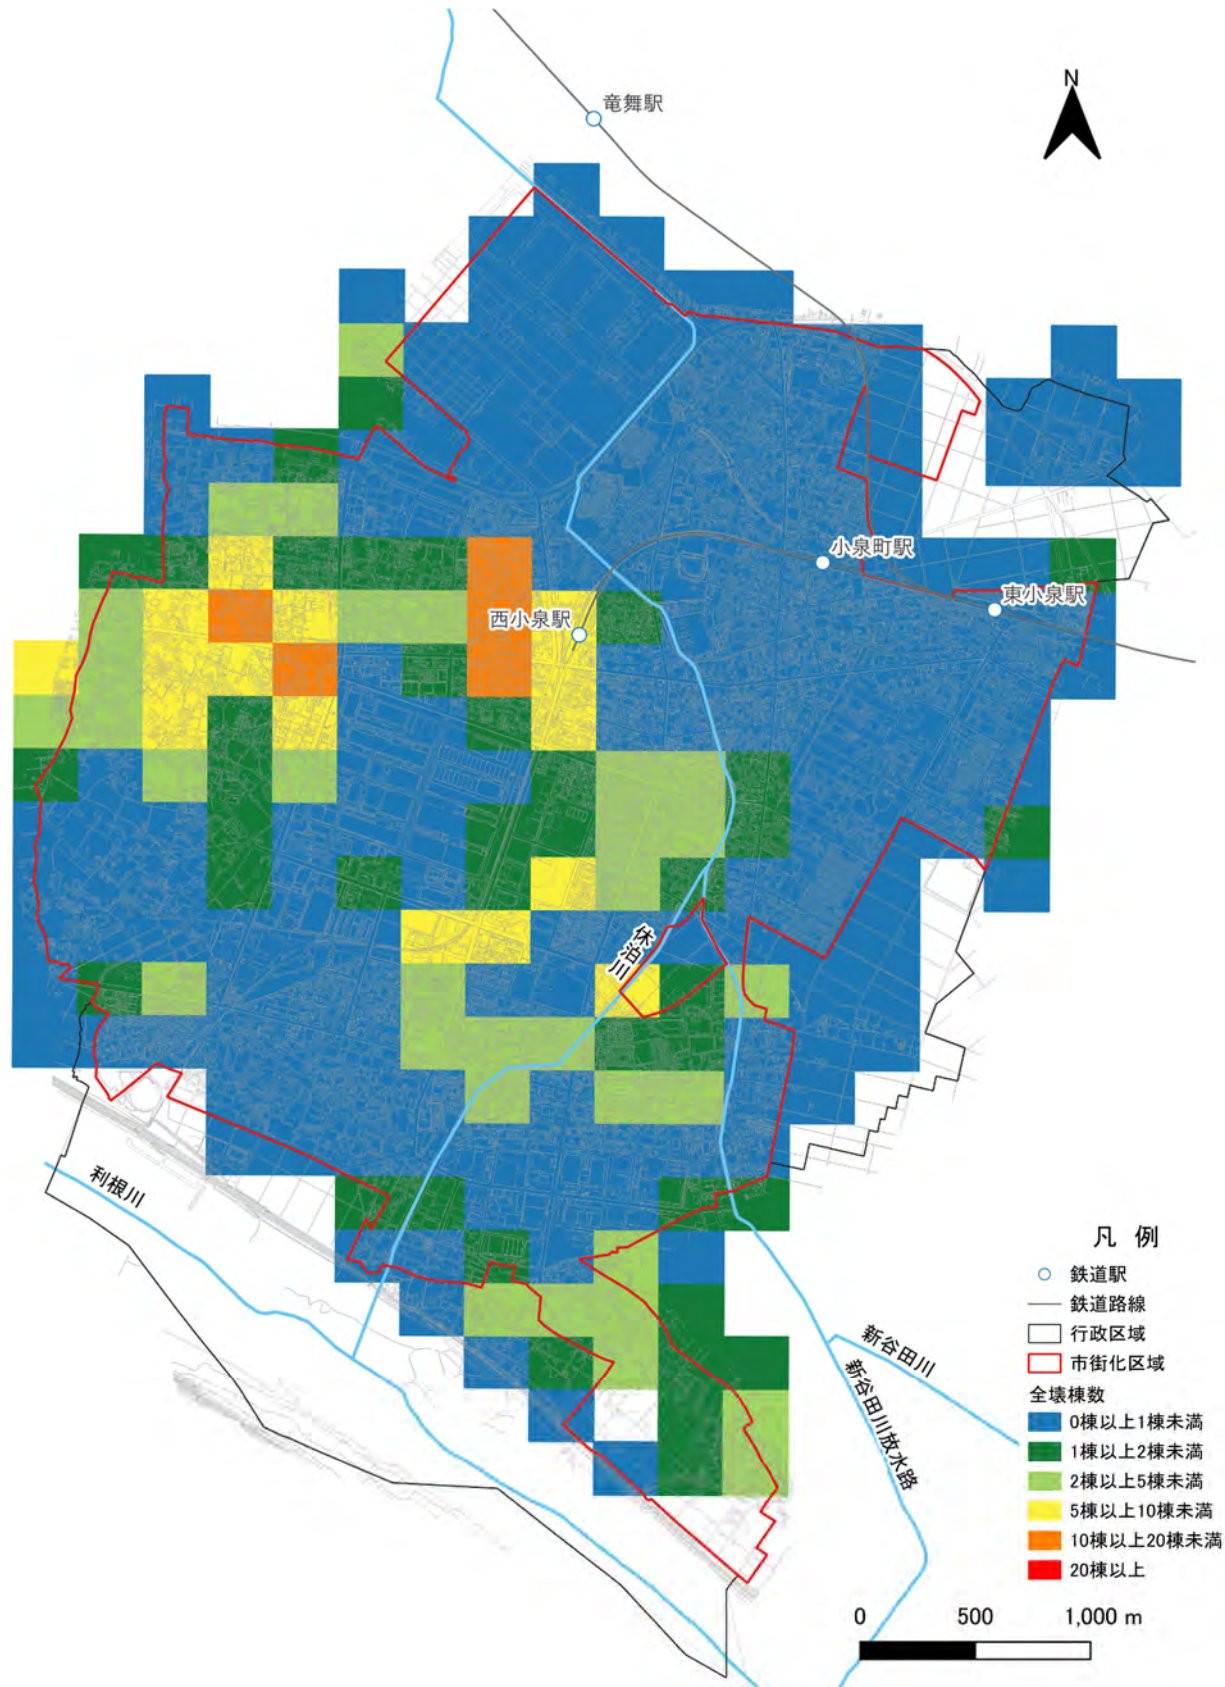 N
竜舞駅
小泉町駅
東小泉駅
西小泉駅
休泊川
利根川
新谷田川
新谷田川放水路
凡 例
鉄道駅
鉄道路線
行政区域
市街化区域
全壊棟数
0棟以上1棟未満
1棟以上2棟未満
2棟以上5棟未満
5棟以上10棟未満
10棟以上20棟未満
20棟以上
0 500 1,000 m